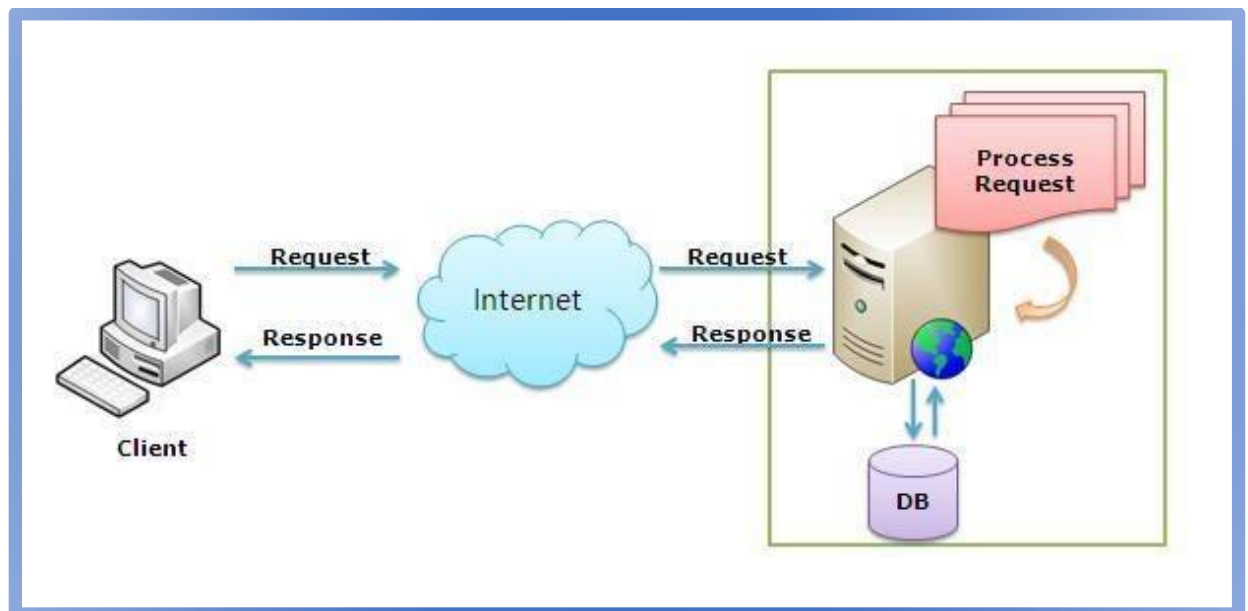 Process
Request
Request
Request
Internet
Response
Response
Client
DB